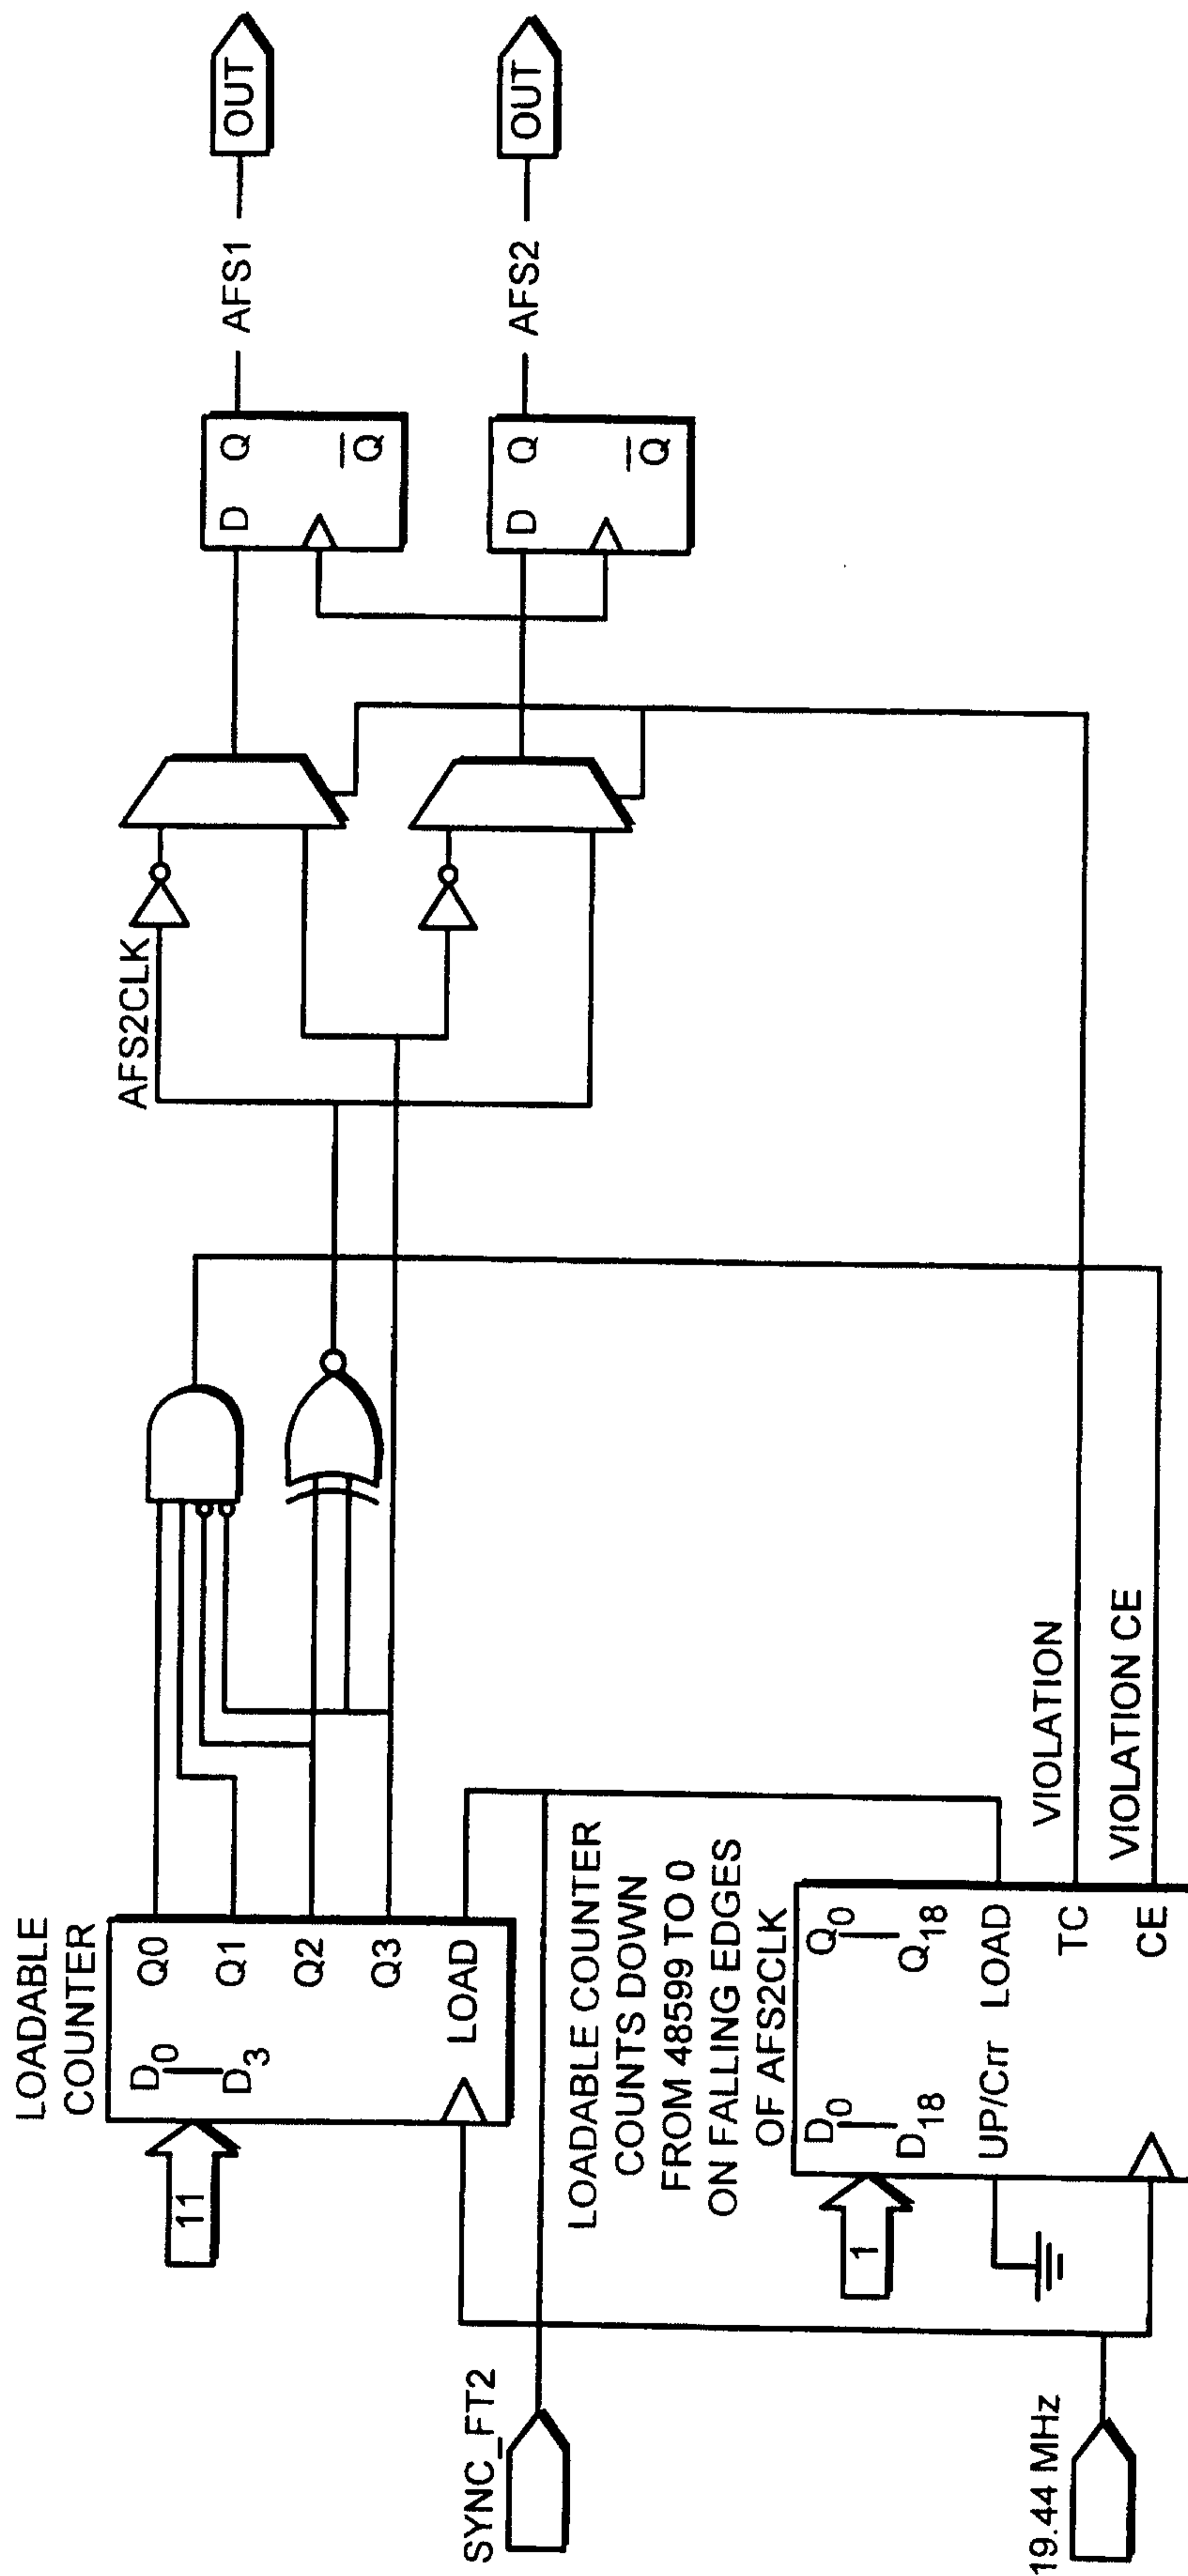 LOADABLE
COUNTER
11
D0
D3
Q0
Q1
Q2
Q3
LOAD
SYNC_FT2
LOADABLE COUNTER
COUNTS DOWN
FROM 48599 TO 0
ON FALLING EDGES
OF AFS2CLK
1
D0
D18
UP/Crr
Q0
Q18
LOAD
TC
CE
19.44 MHz
VIOLATION
VIOLATION CE
AFS2CLK
D
Q
Q̅
AFS1
OUT
D
Q
Q̅
AFS2
OUT